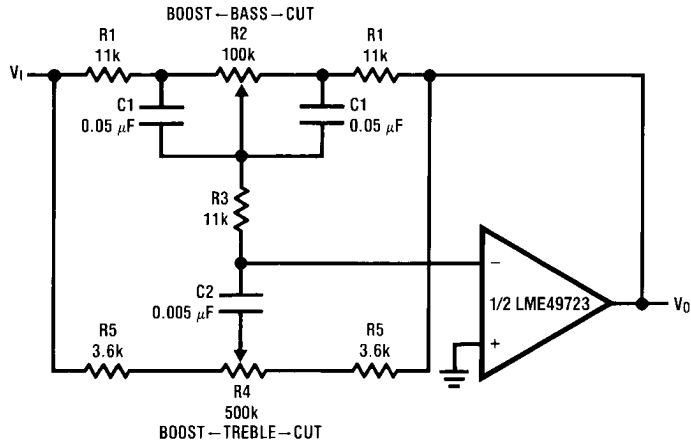 BOOST←BASS→CUT
R1
11k
R2
100k
R1
11k
VI
C1
0.05 µF
C1
0.05 µF
R3
11k
C2
0.005 µF
−
1/2 LME49723
VO
+
R5
3.6k
R5
3.6k
R4
500k
BOOST←TREBLE→CUT